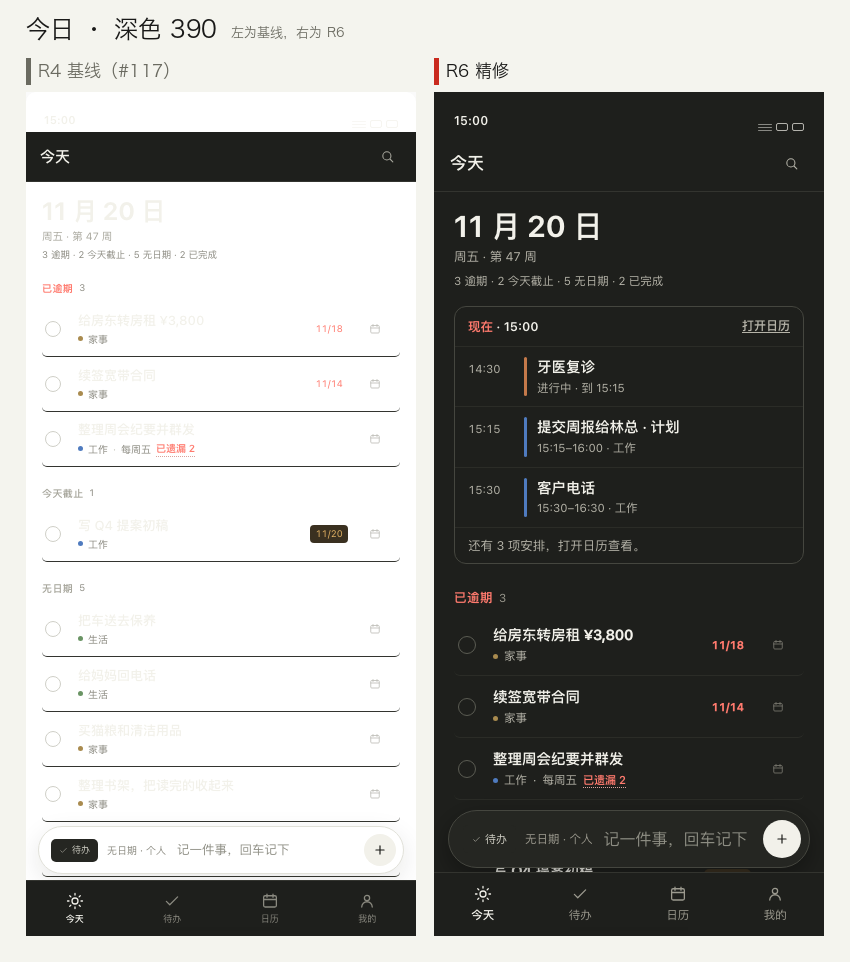 今日 · 深色 390 左为基线，右为 R6
R4 基线（#117）
15:00
今天
11 月 20 日
周五 · 第 47 周
3 逾期 · 2 今天截止 · 5 无日期 · 2 已完成
已逾期 3
给房东转房租 ¥3,800 11/18
家事
续签宽带合同 11/14
家事
整理周会纪要并群发
工作 · 每周五 已遗漏 2
今天截止 1
写 Q4 提案初稿 11/20
工作
无日期 5
把车送去保养
生活
给妈妈回电话
生活
买猫粮和清洁用品
家事
整理书架，把读完的收起来
家事
待办 无日期 · 个人 记一件事，回车记下
今天 待办 日历 我的
R6 精修
15:00
今天
11 月 20 日
周五 · 第 47 周
3 逾期 · 2 今天截止 · 5 无日期 · 2 已完成
现在 · 15:00 打开日历
14:30 牙医复诊
进行中 · 到 15:15
15:15 提交周报给林总 · 计划
15:15–16:00 · 工作
15:30 客户电话
15:30–16:30 · 工作
还有 3 项安排，打开日历查看。
已逾期 3
给房东转房租 ¥3,800 11/18
家事
续签宽带合同 11/14
家事
整理周会纪要并群发
工作 · 每周五 已遗漏 2
待办 无日期 · 个人 记一件事，回车记下
今天 待办 日历 我的